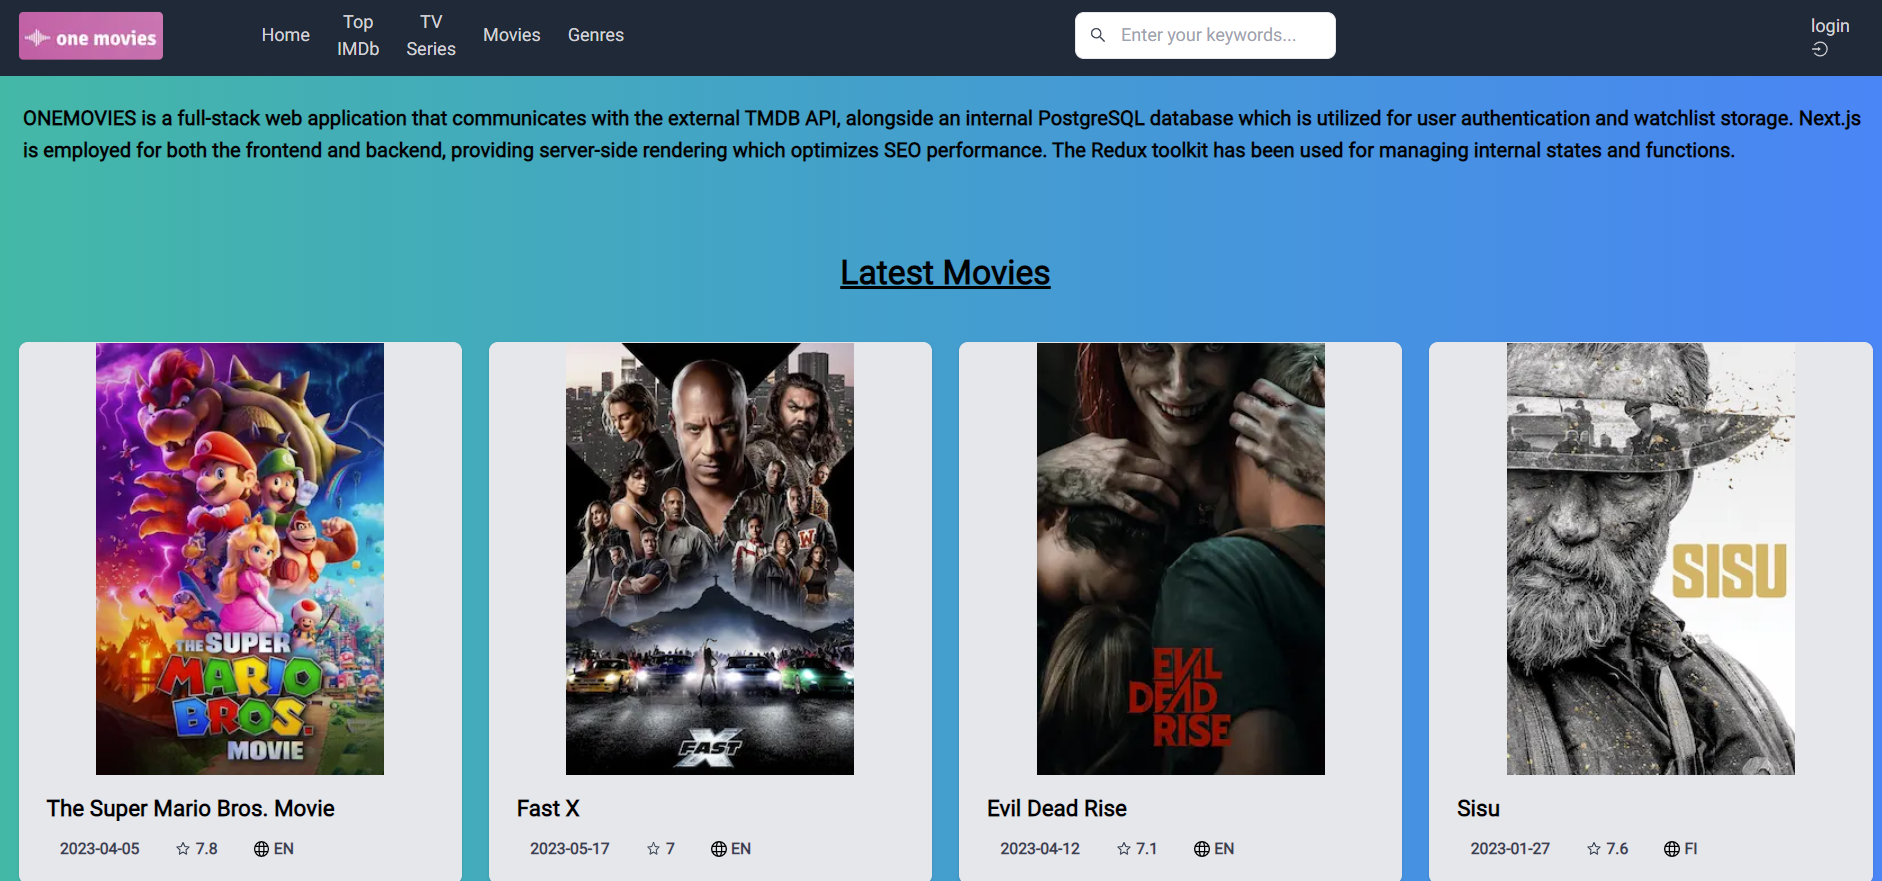 one movies
Home
Top
IMDb
TV
Series
Movies
Genres
Enter your keywords...
login
ONEMOVIES is a full-stack web application that communicates with the external TMDB API, alongside an internal PostgreSQL database which is utilized for user authentication and watchlist storage. Next.js
is employed for both the frontend and backend, providing server-side rendering which optimizes SEO performance. The Redux toolkit has been used for managing internal states and functions.
Latest Movies
THE SUPER
MARIO
BROS.
MOVIE
W
FAST
X
EVIL
DEAD
RISE
SISU
The Super Mario Bros. Movie
2023-04-05 7.8 EN
Fast X
2023-05-17 7 EN
Evil Dead Rise
2023-04-12 7.1 EN
Sisu
2023-01-27 7.6 FI